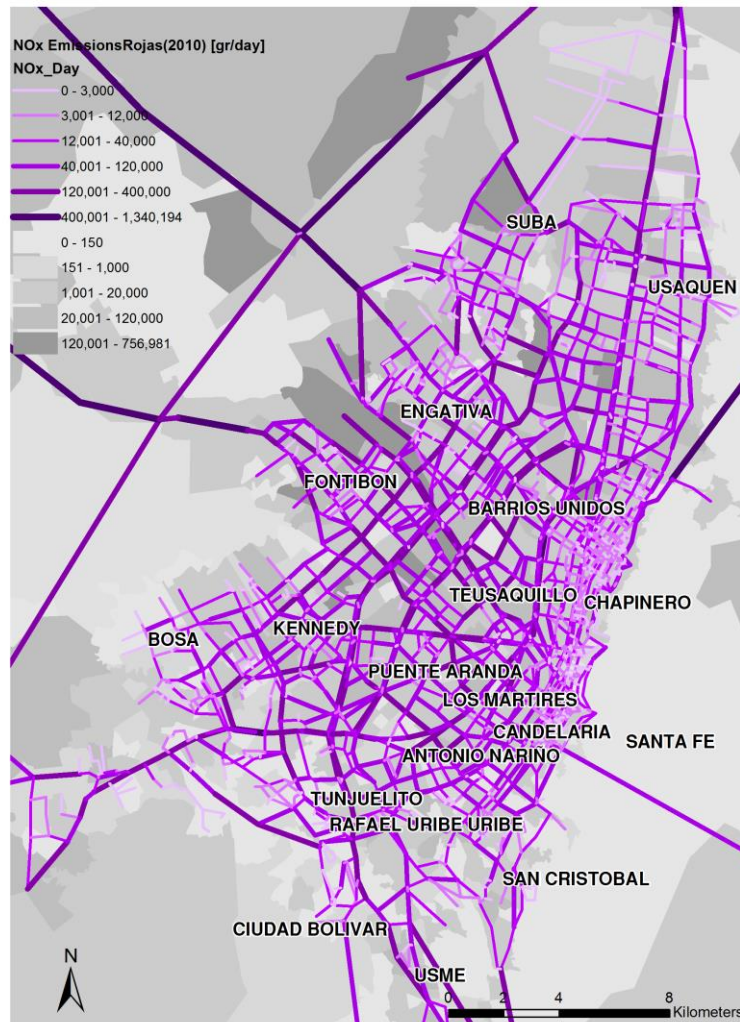 NOx EmissionsRojas(2010) [gr/day]
NOx_Day
0 - 3,000
3,001 - 12,000
12,001 - 40,000
40,001 - 120,000
120,001 - 400,000
400,001 - 1,340,194
0 - 150
151 - 1,000
1,001 - 20,000
20,001 - 120,000
120,001 - 756,981
SUBA
USAQUEN
ENGATIVA
FONTIBON
BARRIOS UNIDOS
TEUSAQUILLO
CHAPINERO
KENNEDY
BOSA
PUENTE ARANDA
LOS MARTIRES
CANDELARIA
SANTA FE
ANTONIO NARINO
TUNJUELITO
RAFAEL URIBE URIBE
SAN CRISTOBAL
CIUDAD BOLIVAR
USME
N
0 2 4 8
Kilometers